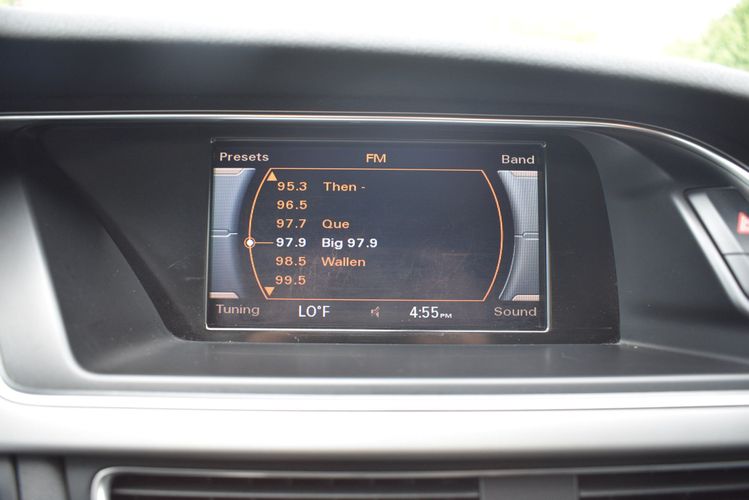 Presets FM Band
95.3 Then -
96.5
97.7 Que
97.9 Big 97.9
98.5 Wallen
99.5
Tuning LO°F 4:55PM Sound